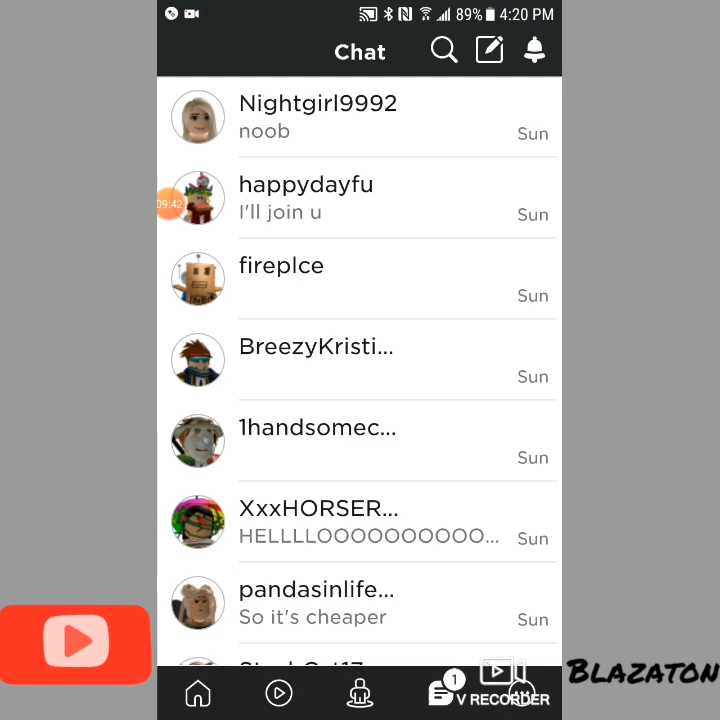 89% 4:20 PM
Chat
Nightgirl9992
noob
Sun
happydayfu
09:42
I'll join u
Sun
fireplce
Sun
BreezyKristi...
Sun
1handsomec...
Sun
XxxHORSER...
HELLLLOOOOOOOOOOO...
Sun
pandasinlife...
So it's cheaper
Sun
1
V RECORDER
BLAZATON